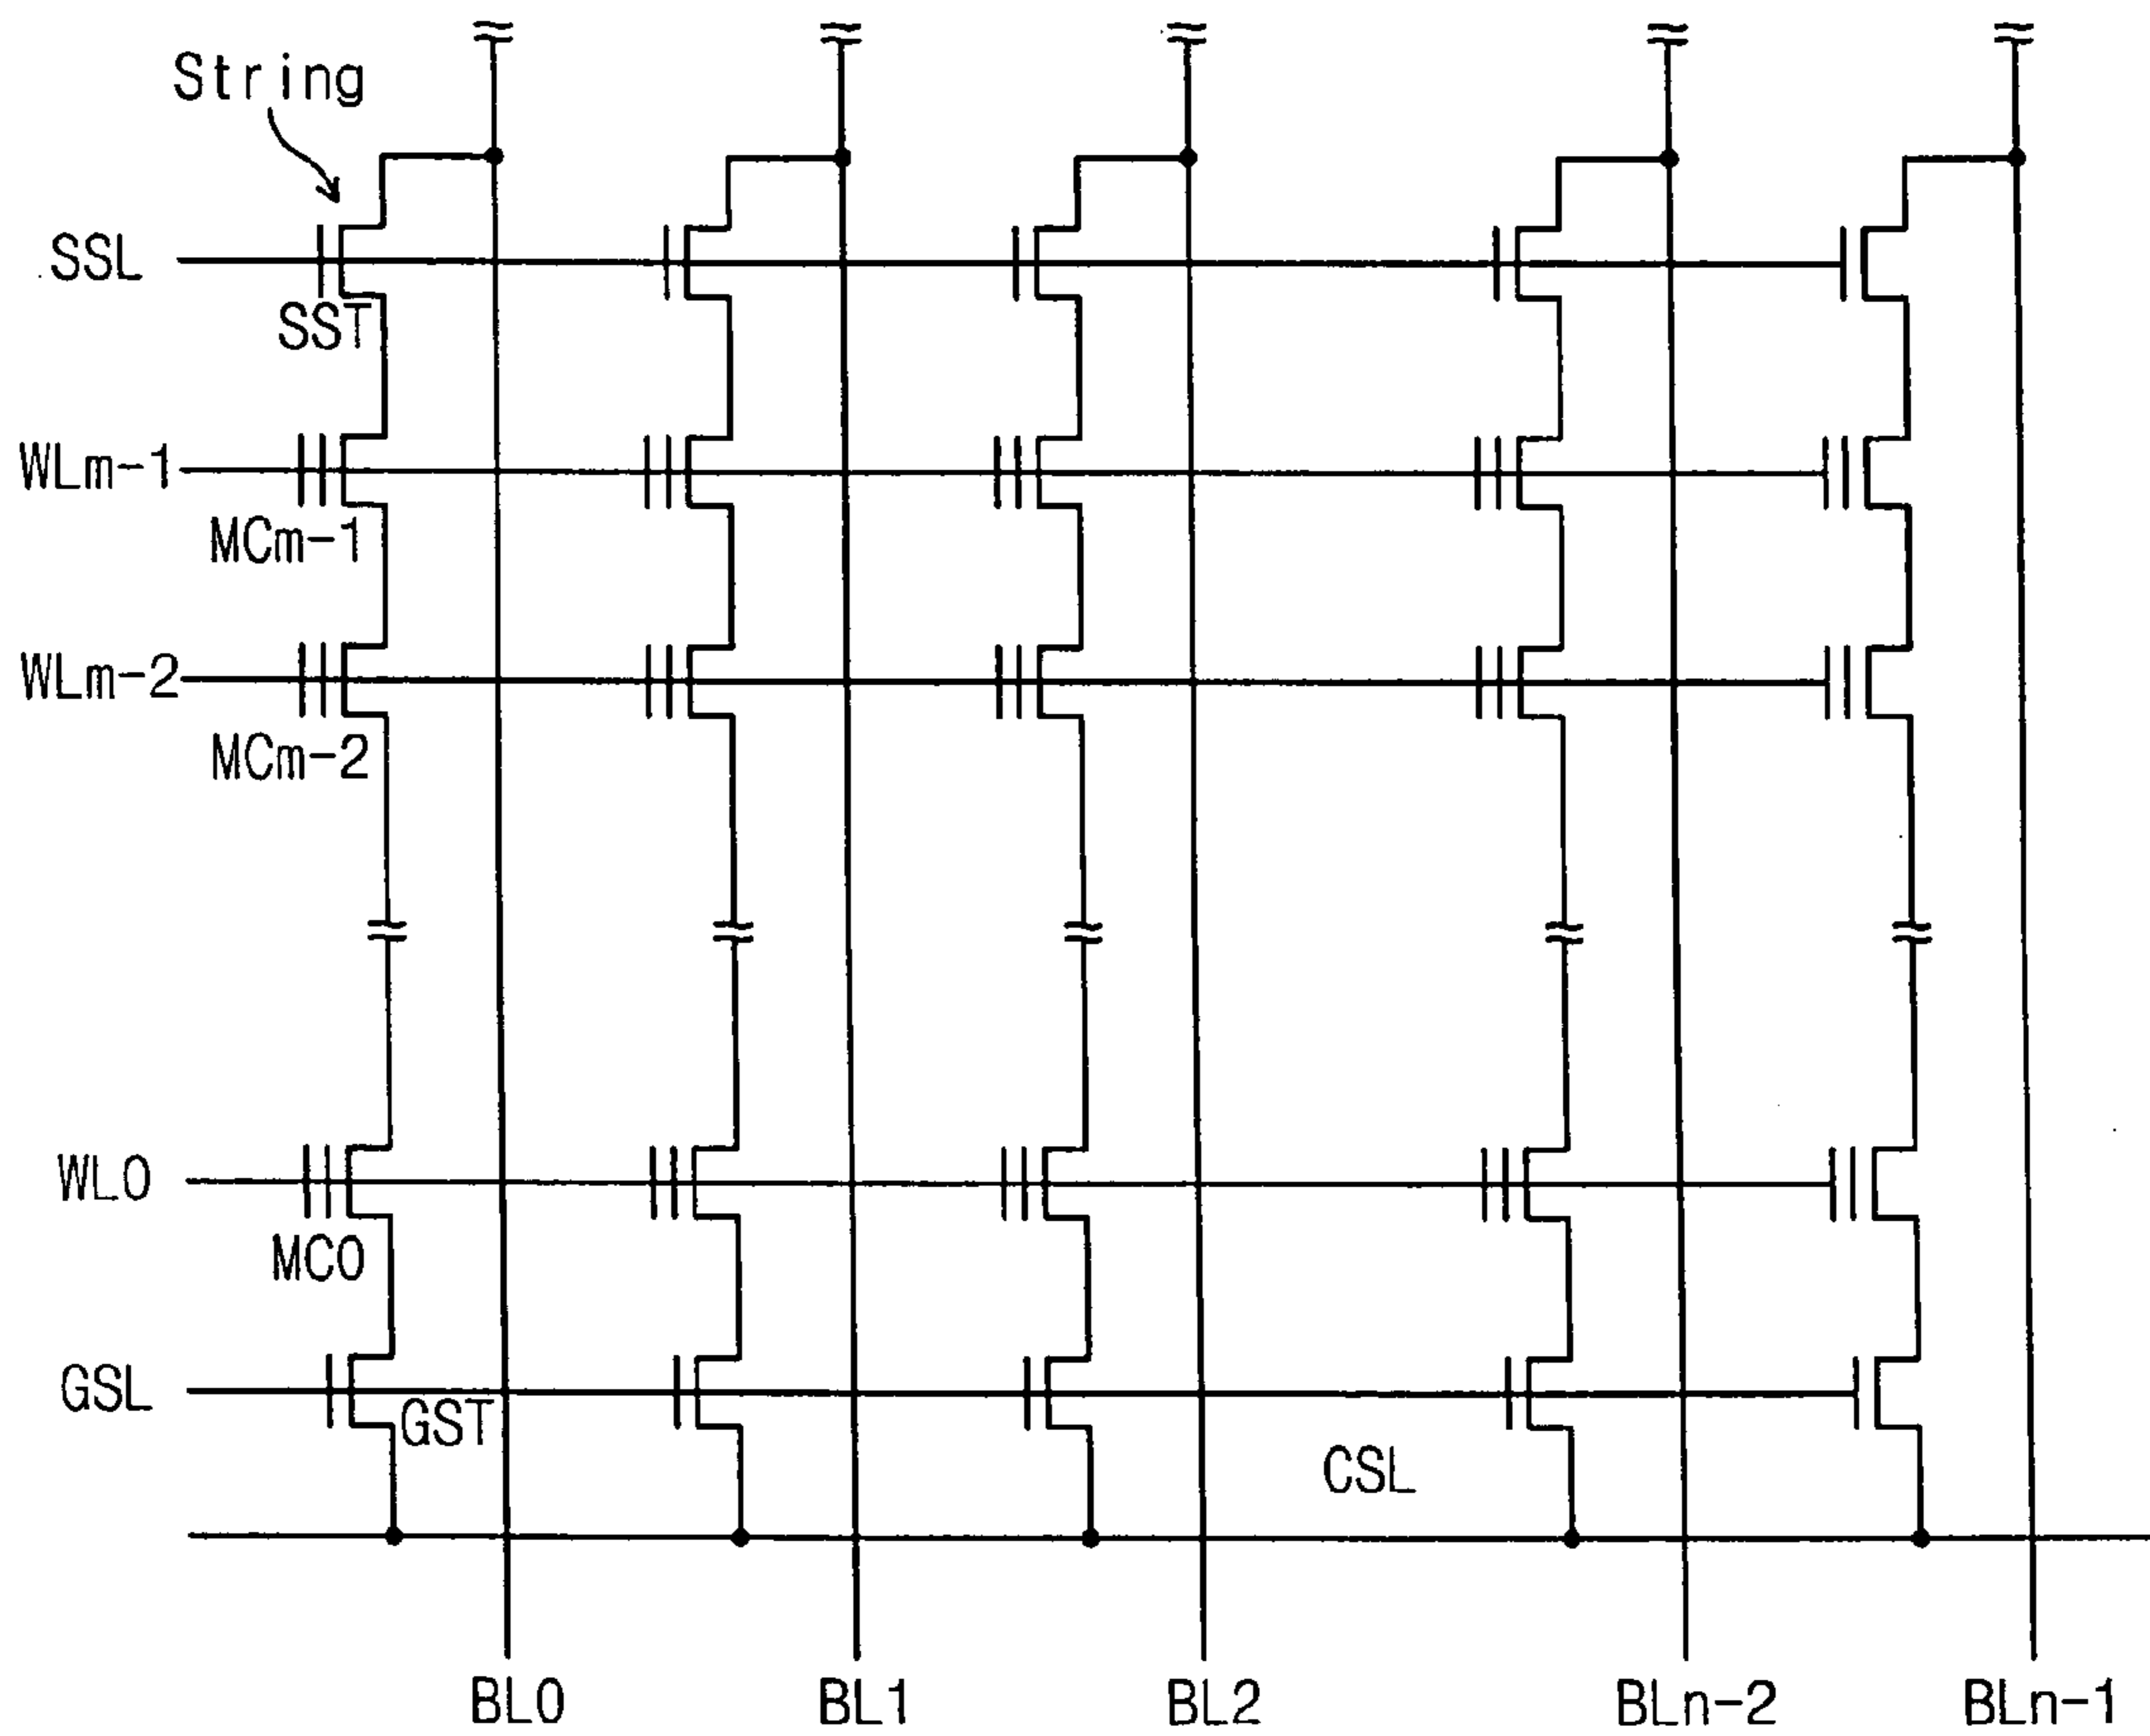 String
SSL
SST
WLm-1
MCm-1
WLm-2
MCm-2
WL0
MC0
GSL
GST
CSL
BL0
BL1
BL2
BLn-2
BLn-1